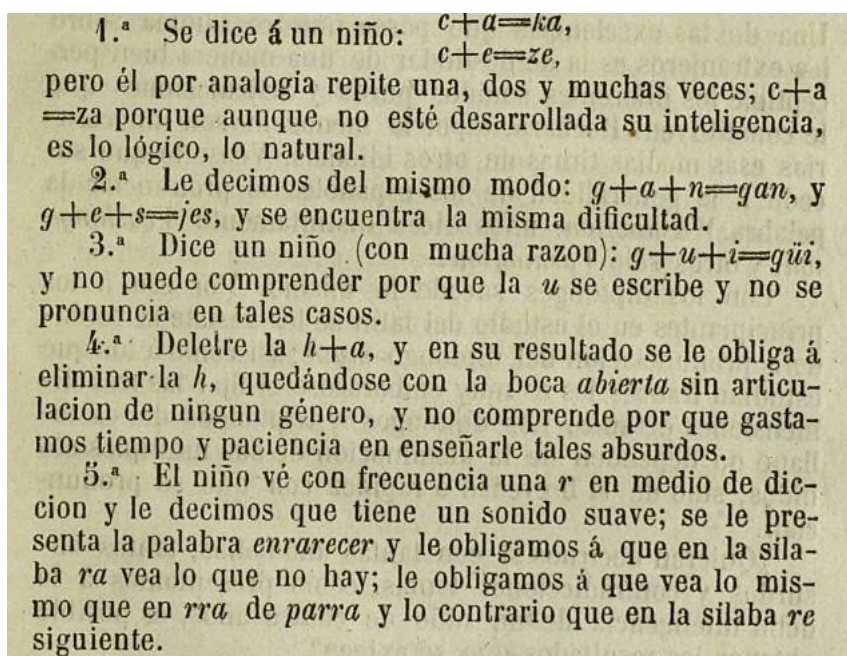 1.ª Se dice á un niño: c+a=ka,
c+e=ze,
pero él por analogía repite una, dos y muchas veces; c+a
=za porque aunque no esté desarrollada su inteligencia,
es lo lógico, lo natural.
2.ª Le decimos del mismo modo: g+a+n=gan, y
g+e+s=jes, y se encuentra la misma dificultad.
3.ª Dice un niño (con mucha razon): g+u+i=güi,
y no puede comprender por que la u se escribe y no se
pronuncia en tales casos.
4.ª Deletre la h+a, y en su resultado se le obliga á
eliminar la h, quedándose con la boca abierta sin articu-
lacion de ningun género, y no comprende por que gasta-
mos tiempo y paciencia en enseñarle tales absurdos.
5.ª El niño vé con frecuencia una r en medio de dic-
cion y le decimos que tiene un sonido suave; se le pre-
senta la palabra enrarecer y le obligamos á que en la síla-
ba ra vea lo que no hay; le obligamos á que vea lo mis-
mo que en rra de parra y lo contrario que en la sílaba re
siguiente.